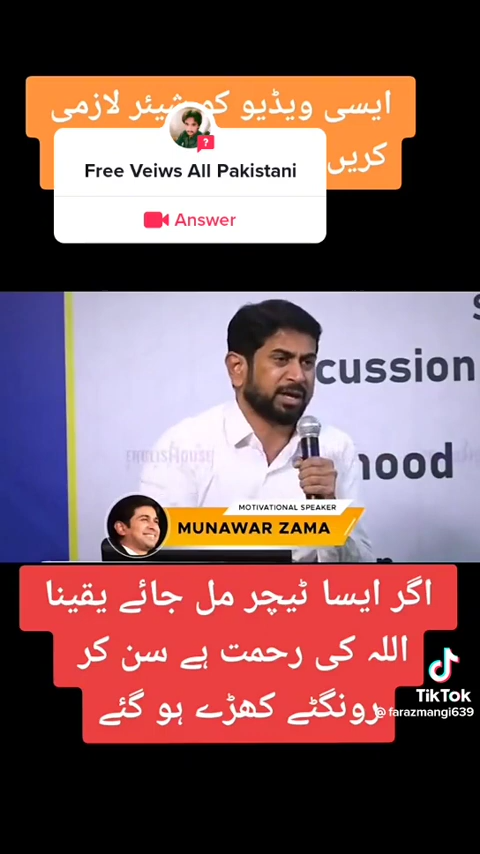 ایسی ویڈیو کو شیئر لازمی
کریں
?
Free Veiws All Pakistani
Answer
cussion
hood
MOTIVATIONAL SPEAKER
MUNAWAR ZAMA
اگر ایسا ٹیچر مل جائے یقینا
اللہ کی رحمت ہے سن کر
رونگٹے کھڑے ہو گئے
TikTok
@farazmangi639